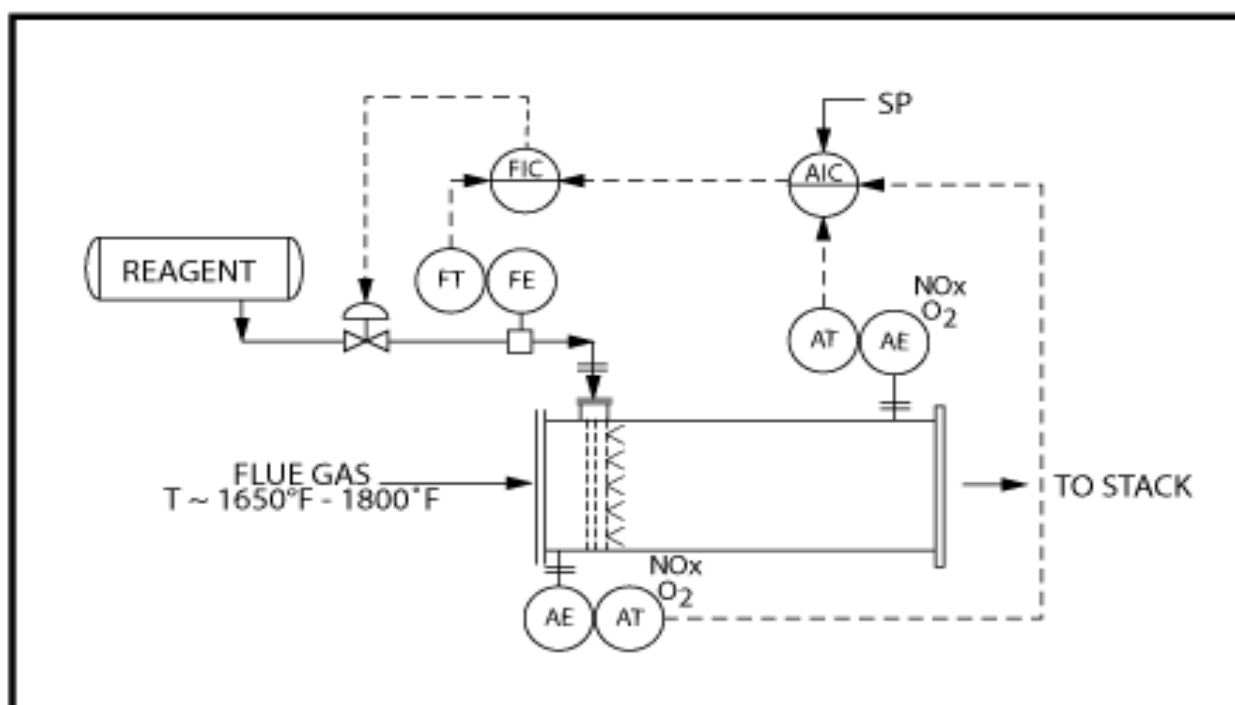 SP
FIC
AIC
REAGENT
FT
FE
NOx
O2
AT
AE
FLUE GAS
T ~ 1650°F - 1800˚F
TO STACK
NOx
O2
AE
AT